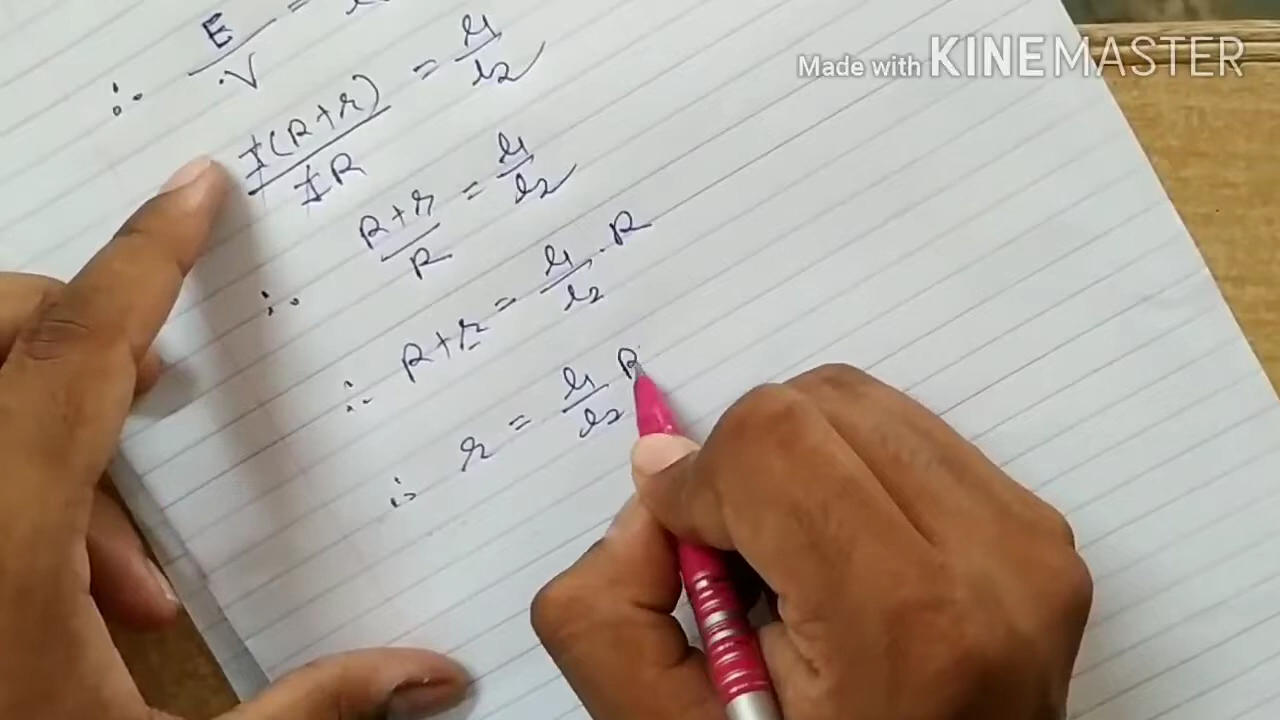 Made with KINEMASTER
∴ E/V =
I(R+r)/IR = l1/l2
∴ R+r/R = l1/l2
∴ R+r = l1/l2 · R
∴ r = l1/l2 R